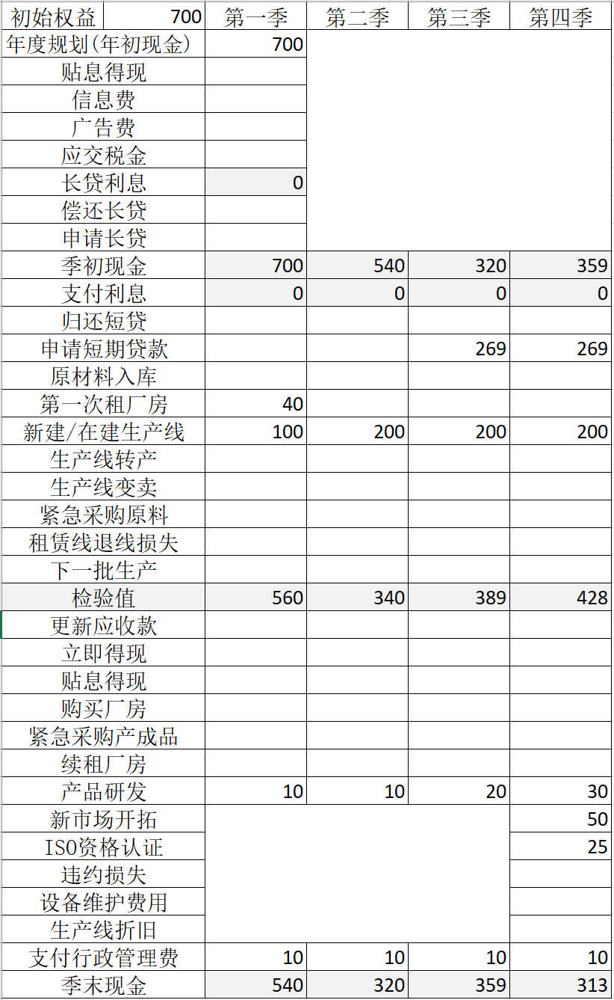 初始权益 700 第一季 第二季 第三季 第四季
年度规划(年初现金) 700
贴息得现
信息费
广告费
应交税金
长贷利息 0
偿还长贷
申请长贷
季初现金 700 540 320 359
支付利息 0 0 0 0
归还短贷
申请短期贷款 269 269
原材料入库
第一次租厂房 40
新建/在建生产线 100 200 200 200
生产线转产
生产线变卖
紧急采购原料
租赁线退线损失
下一批生产
检验值 560 340 389 428
更新应收款
立即得现
贴息得现
购买厂房
紧急采购产成品
续租厂房
产品研发 10 10 20 30
新市场开拓 50
ISO资格认证 25
违约损失
设备维护费用
生产线折旧
支付行政管理费 10 10 10 10
季末现金 540 320 359 313